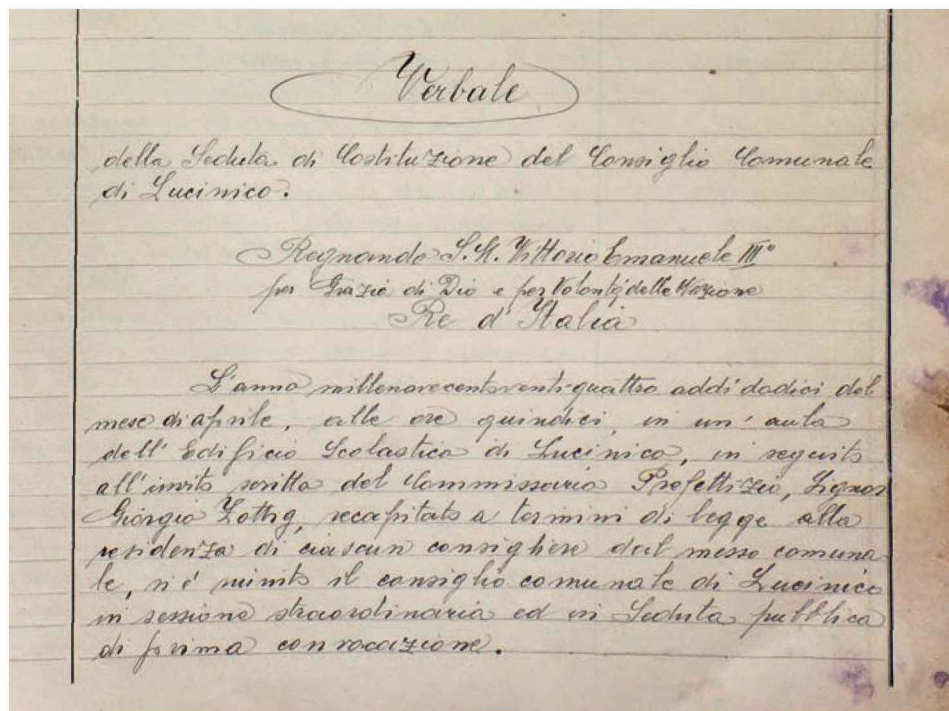 Verbale
della Seduta di Costituzione del Consiglio Comunale
di Lucinico.
Regnando S. M. Vittorio Emanuele III°
per Grazia di Dio e per Volontà della Nazione
Re d'Italia
L'anno millenovecentoventi-quattro addì dodici del
mese di aprile, alle ore quindici, in un'aula
dell'Edificio Scolastico di Lucinico, in seguito
all'invito scritto del Commissario Prefettizio, Signor
Giorgio Zottig, recapitato a termini di legge alla
residenza di ciascun consigliere dal messo comuna
le, si è riunito il consiglio comunale di Lucinico
in sessione straordinaria ed in Seduta pubblica
di prima convocazione.